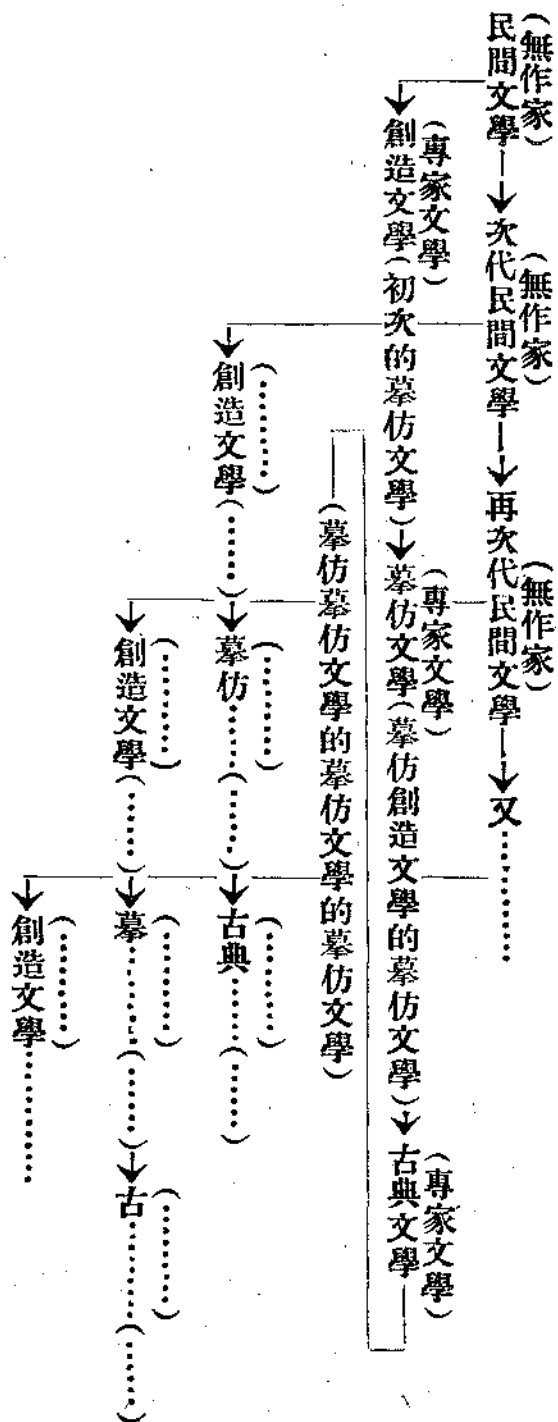 (無作家)
民間文學—→次代民間文學—→再次代民間文學—→又…………
(無作家)
(無作家)
(專家文學)
創造文學(初次的摹仿文學)→摹仿文學(摹仿創造文學的摹仿文學)→古典文學
(專家文學)
(專家文學)
(摹仿摹仿文學的摹仿文學的摹仿文學)
(………)
創造文學(……)→摹仿……(……)→古典……(……)
(………)
(………)
(………)
創造文學(……)→摹………(……)→古………(……)
(………)
(………)
(………)
創造文學…………